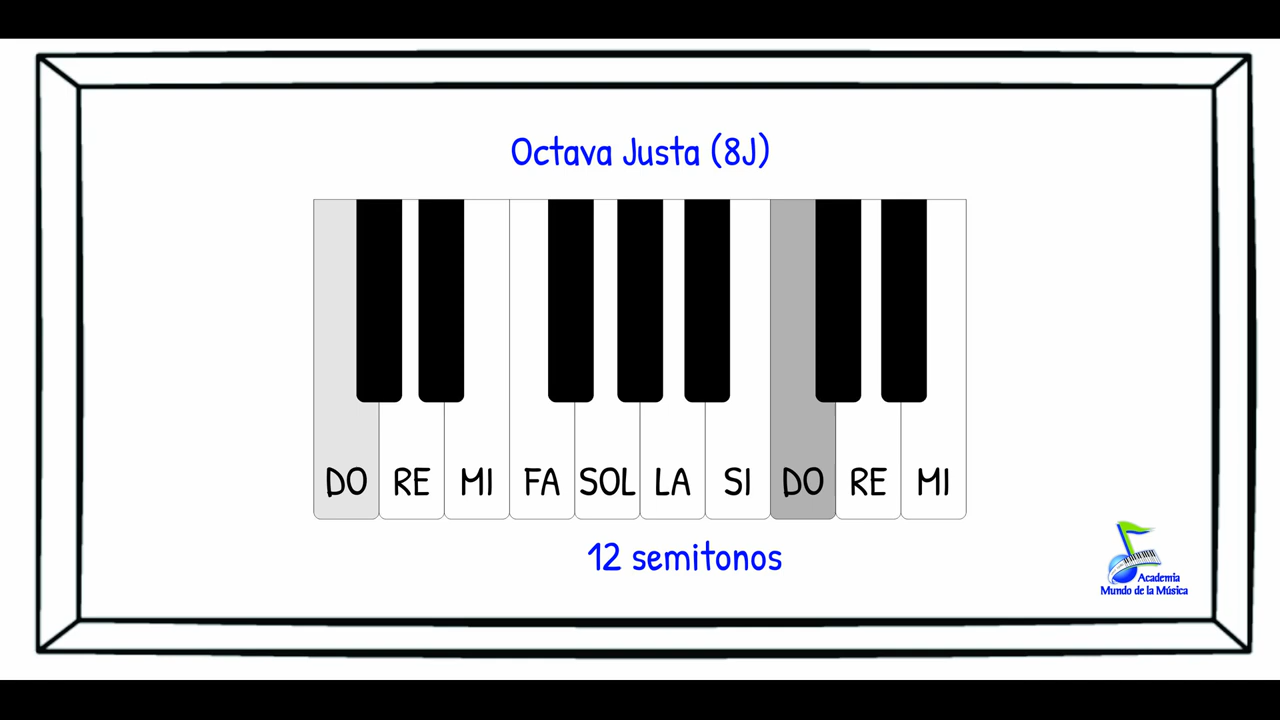 Octava Justa (8J)
DO RE MI FA SOL LA SI DO RE MI
12 semitonos
Academia
Mundo de la Música